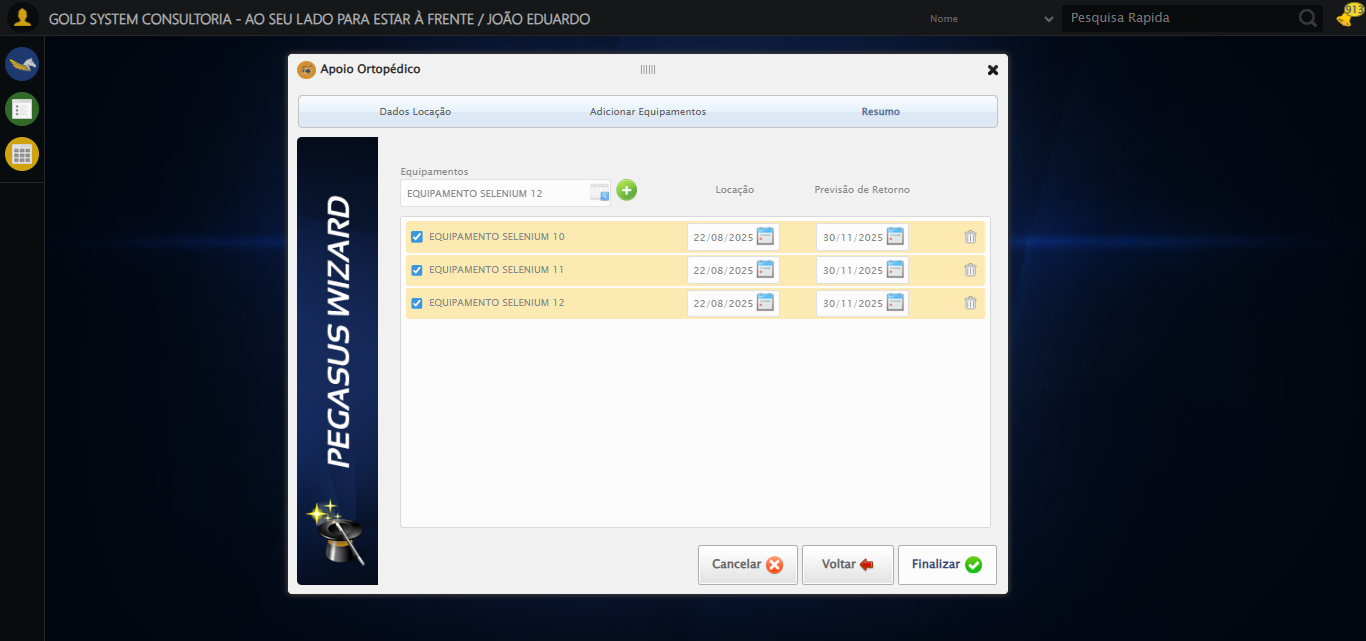 GOLD SYSTEM CONSULTORIA - AO SEU LADO PARA ESTAR À FRENTE / JOÃO EDUARDO
Nome
Pesquisa Rapida
913
Apoio Ortopédico
Dados Locação
Adicionar Equipamentos
Resumo
PEGASUS WIZARD
Equipamentos
EQUIPAMENTO SELENIUM 12
Locação
Previsão de Retorno
EQUIPAMENTO SELENIUM 10 22/08/2025 30/11/2025
EQUIPAMENTO SELENIUM 11 22/08/2025 30/11/2025
EQUIPAMENTO SELENIUM 12 22/08/2025 30/11/2025
Cancelar
Voltar
Finalizar